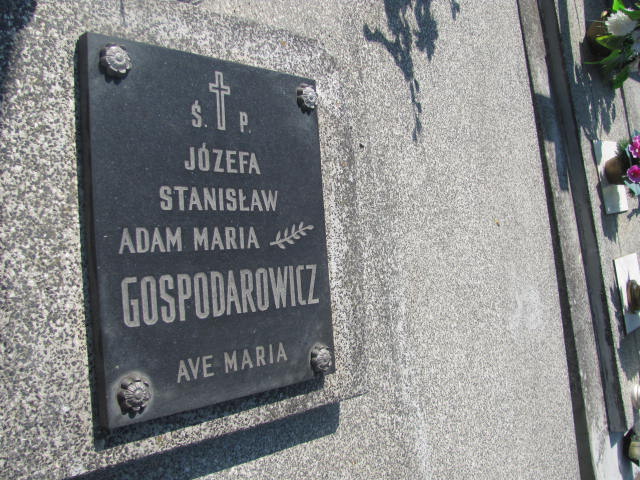 Ś. P.
JÓZEFA
STANISŁAW
ADAM MARIA
GOSPODAROWICZ
AVE MARIA